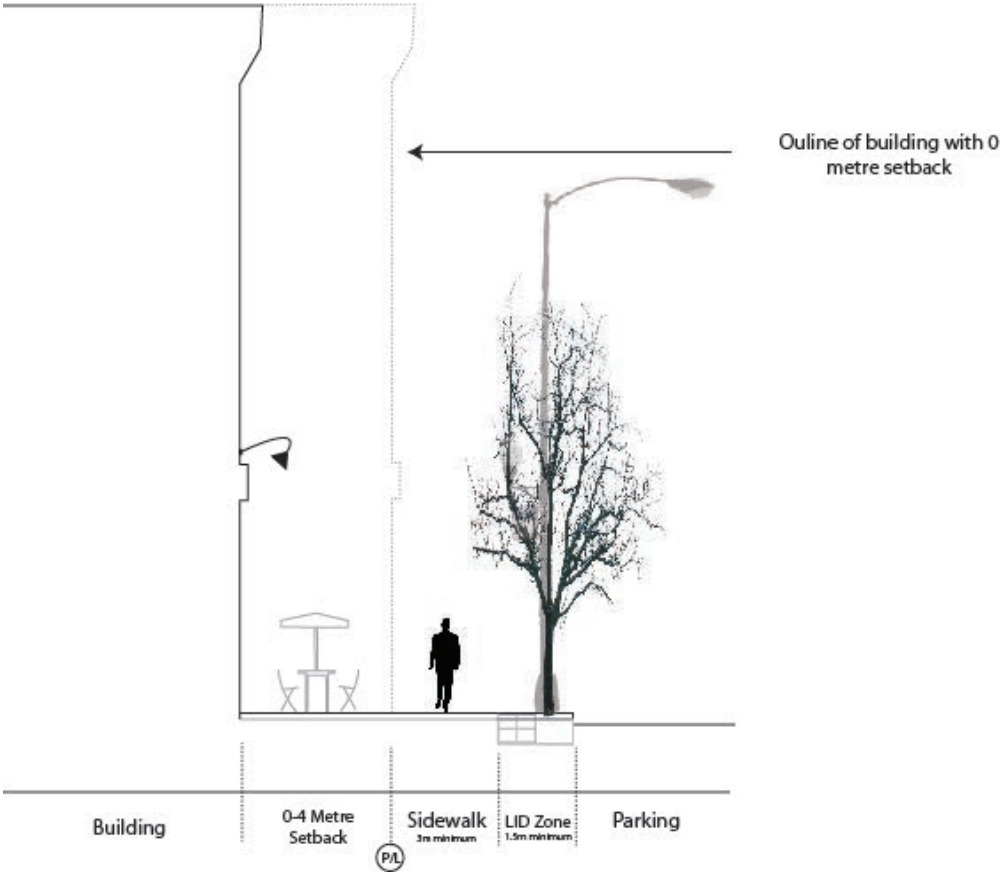 Ouline of building with 0
metre setback
Building
0-4 Metre
Setback
Sidewalk
3m minimum
LID Zone
1.5m minimum
Parking
P/L